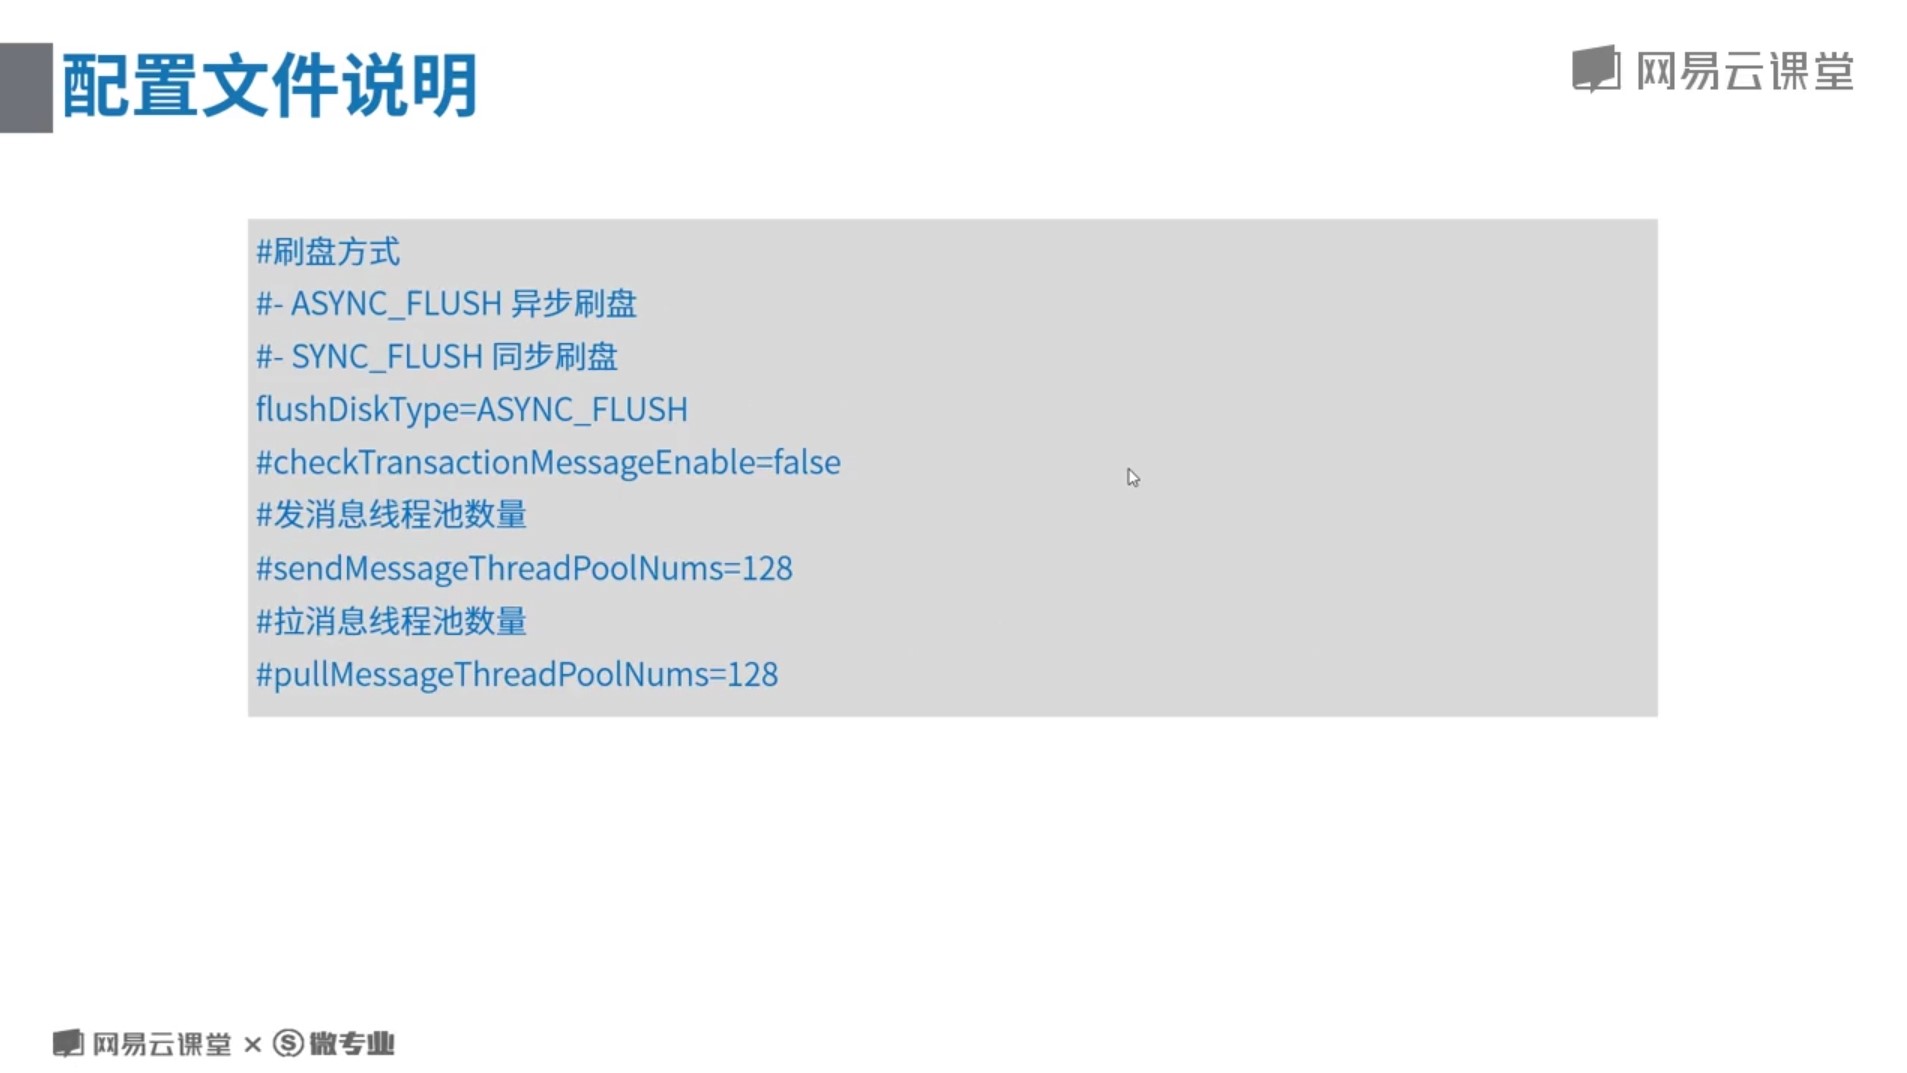 配置文件说明
网易云课堂
#刷盘方式
#- ASYNC_FLUSH 异步刷盘
#- SYNC_FLUSH 同步刷盘
flushDiskType=ASYNC_FLUSH
#checkTransactionMessageEnable=false
#发消息线程池数量
#sendMessageThreadPoolNums=128
#拉消息线程池数量
#pullMessageThreadPoolNums=128
网易云课堂 × S 微专业